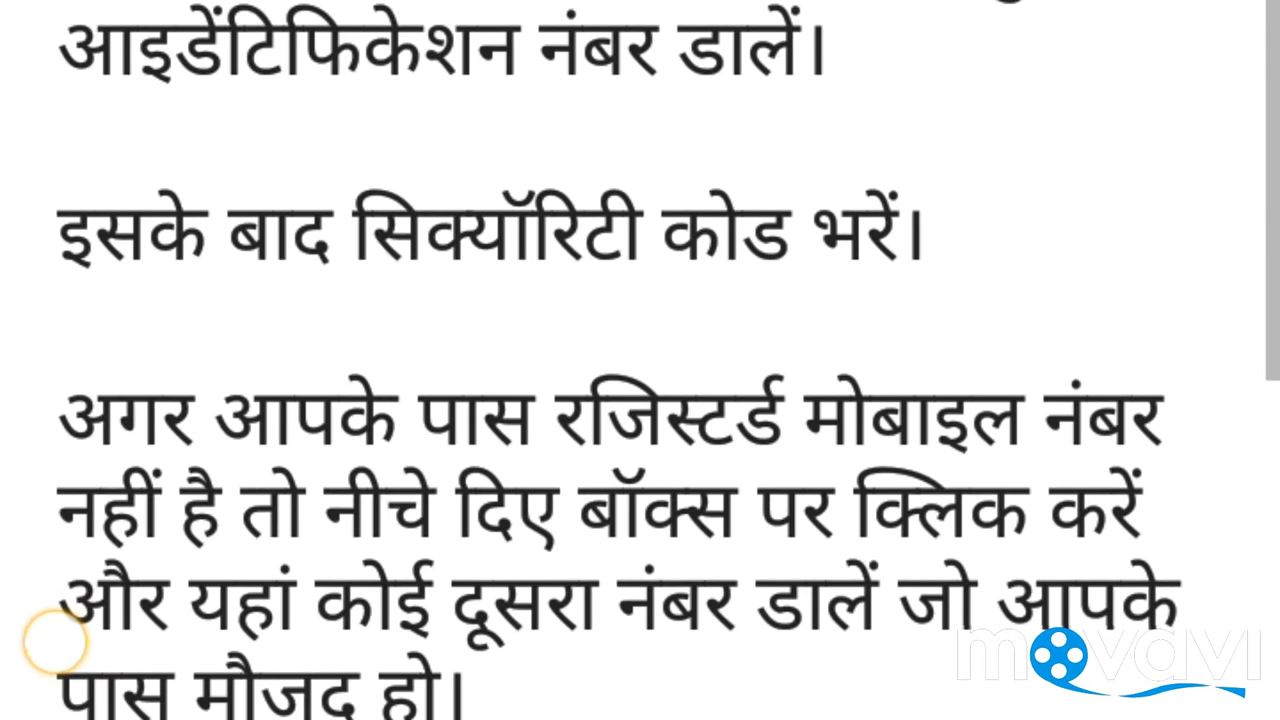 आइडेंटिफिकेशन नंबर डालें।
इसके बाद सिक्यॉरिटी कोड भरें।
अगर आपके पास रजिस्टर्ड मोबाइल नंबर
नहीं है तो नीचे दिए बॉक्स पर क्लिक करें
और यहां कोई दूसरा नंबर डालें जो आपके
पास मौजूद हो।
movavi